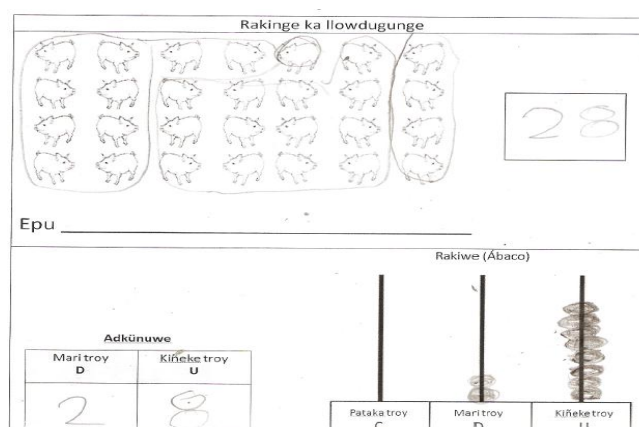 Rakinge ka llowdugunge
28
Epu
Rakiwe (Ábaco)
Adkünuwe
Mari troy Kiñeke troy
D U
2 8
Pataka troy Mari troy Kiñeke troy
C D U